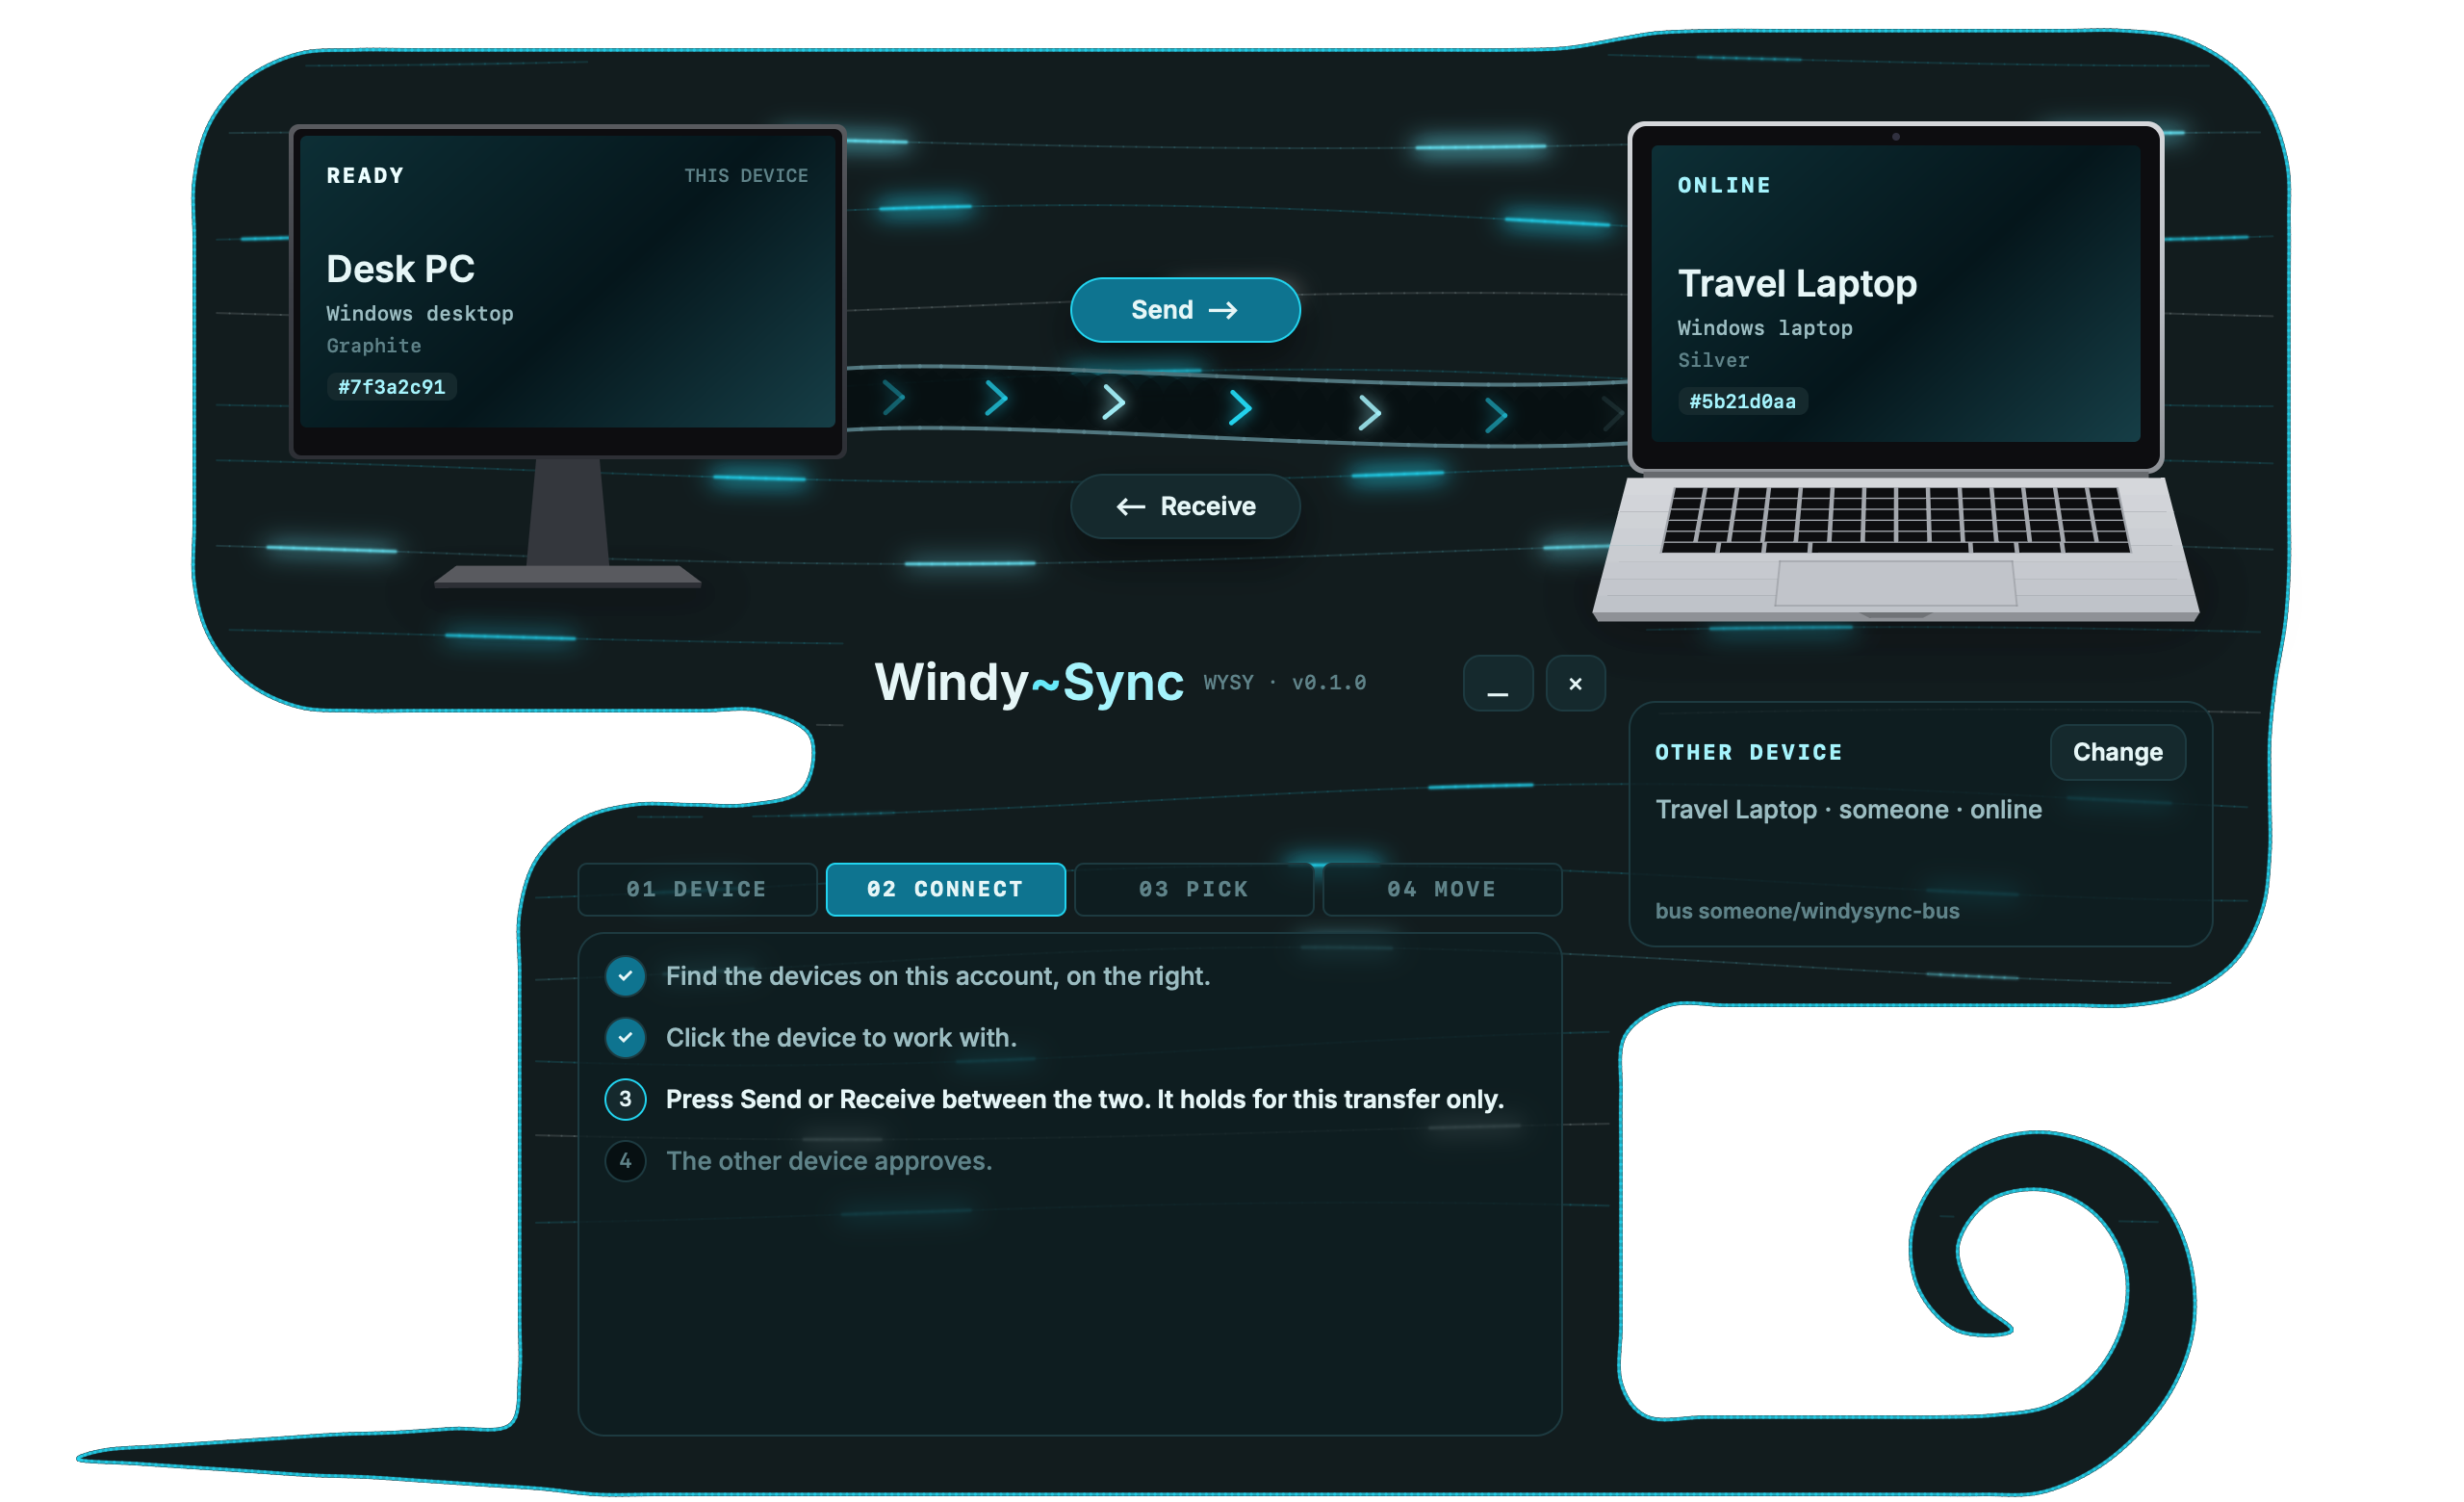 READY THIS DEVICE
Desk PC
Windows desktop
Graphite
#7f3a2c91
Send →
← Receive
ONLINE
Travel Laptop
Windows laptop
Silver
#5b21d0aa
Windy~Sync WYSY · v0.1.0 _ ×
OTHER DEVICE Change
Travel Laptop · someone · online
bus someone/windysync-bus
01 DEVICE 02 CONNECT 03 PICK 04 MOVE
✓ Find the devices on this account, on the right.
✓ Click the device to work with.
3 Press Send or Receive between the two. It holds for this transfer only.
4 The other device approves.